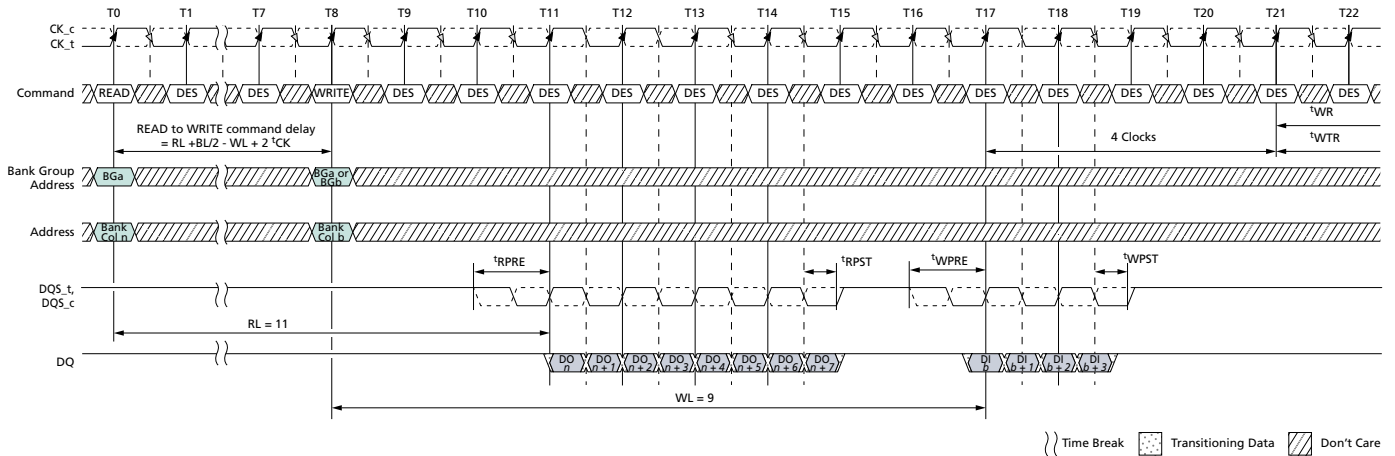 T0 T1 T7 T8 T9 T10 T11 T12 T13 T14 T15 T16 T17 T18 T19 T20 T21 T22
CK_c
CK_t
Command READ DES DES WRITE DES DES DES DES DES DES DES DES DES DES DES DES DES DES
READ to WRITE command delay
= RL +BL/2 - WL + 2 tCK
tWR
4 Clocks
tWTR
Bank Group
Address
BGa
BGa or
BGb
Address
Bank
Col n
Bank
Col b
tRPRE tRPST tWPRE tWPST
DQS_t,
DQS_c
RL = 11
DQ
DO
n
DO
n + 1
DO
n + 2
DO
n + 3
DO
n + 4
DO
n + 5
DO
n + 6
DO
n + 7
DI
b
DI
b + 1
DI
b + 2
DI
b + 3
WL = 9
Time Break Transitioning Data Don't Care